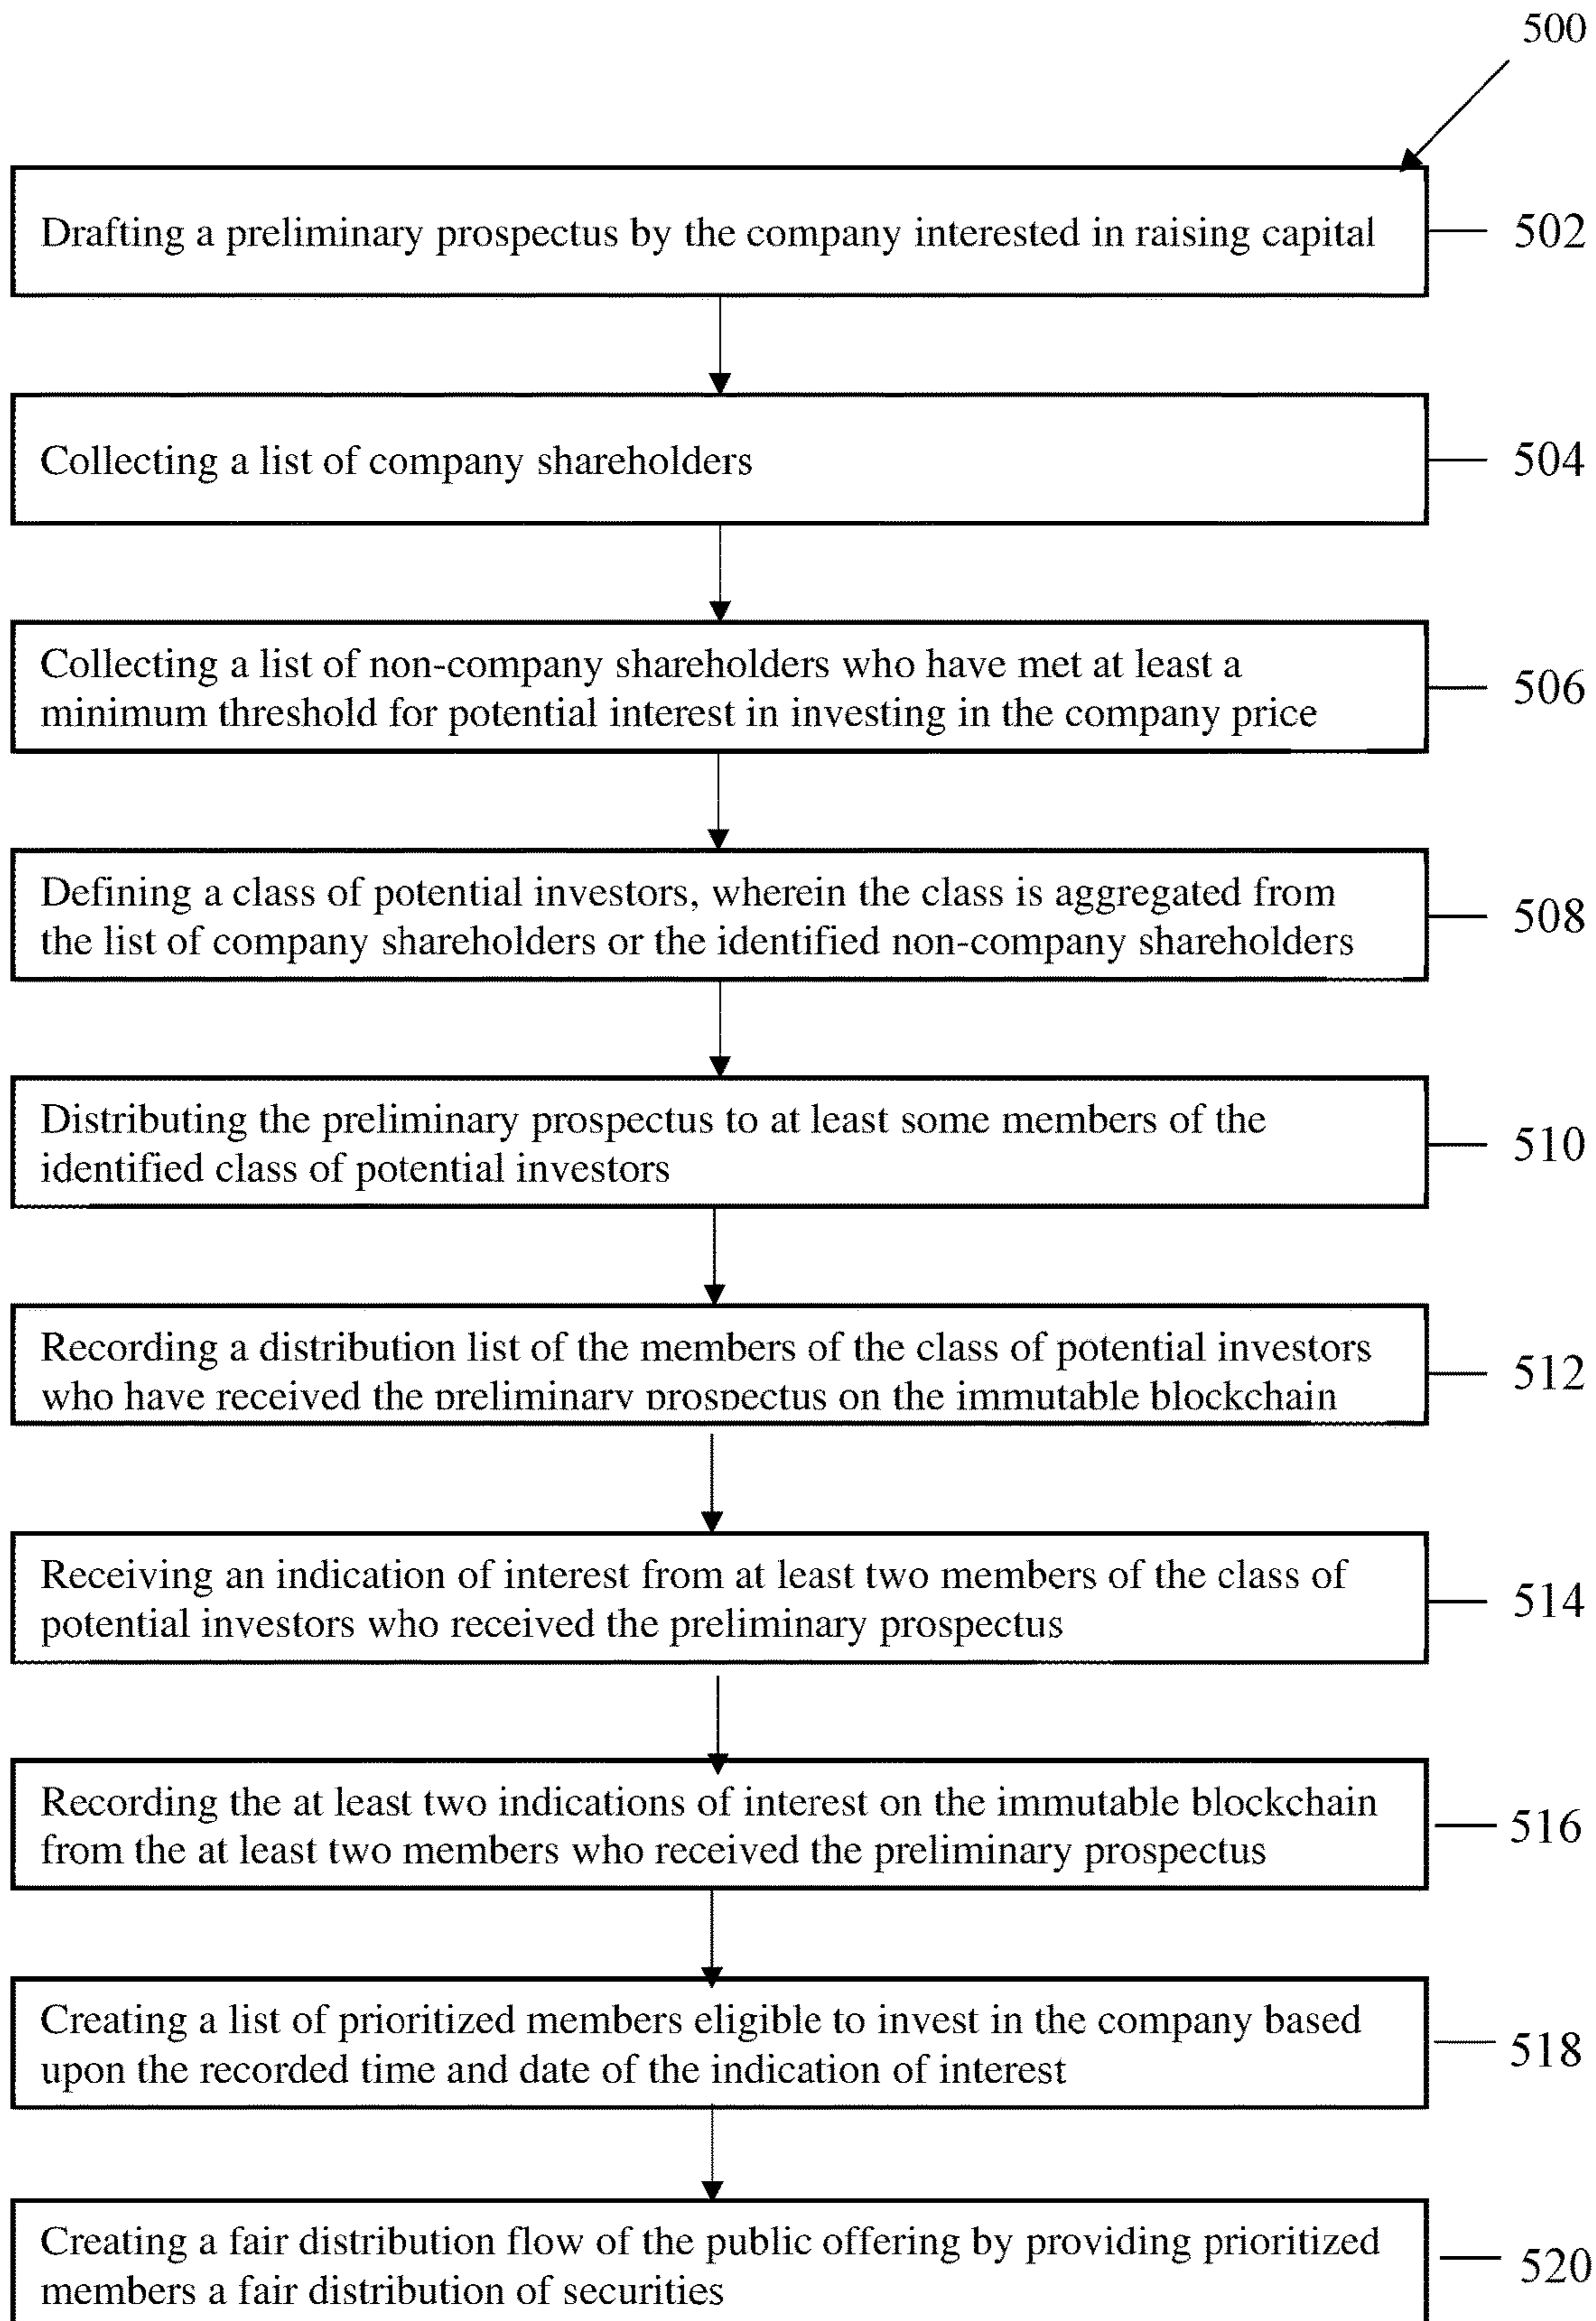 500
Drafting a preliminary prospectus by the company interested in raising capital
502
Collecting a list of company shareholders
504
Collecting a list of non-company shareholders who have met at least a
minimum threshold for potential interest in investing in the company price
506
Defining a class of potential investors, wherein the class is aggregated from
the list of company shareholders or the identified non-company shareholders
508
Distributing the preliminary prospectus to at least some members of the
identified class of potential investors
510
Recording a distribution list of the members of the class of potential investors
who have received the preliminary prospectus on the immutable blockchain
512
Receiving an indication of interest from at least two members of the class of
potential investors who received the preliminary prospectus
514
Recording the at least two indications of interest on the immutable blockchain
from the at least two members who received the preliminary prospectus
516
Creating a list of prioritized members eligible to invest in the company based
upon the recorded time and date of the indication of interest
518
Creating a fair distribution flow of the public offering by providing prioritized
members a fair distribution of securities
520